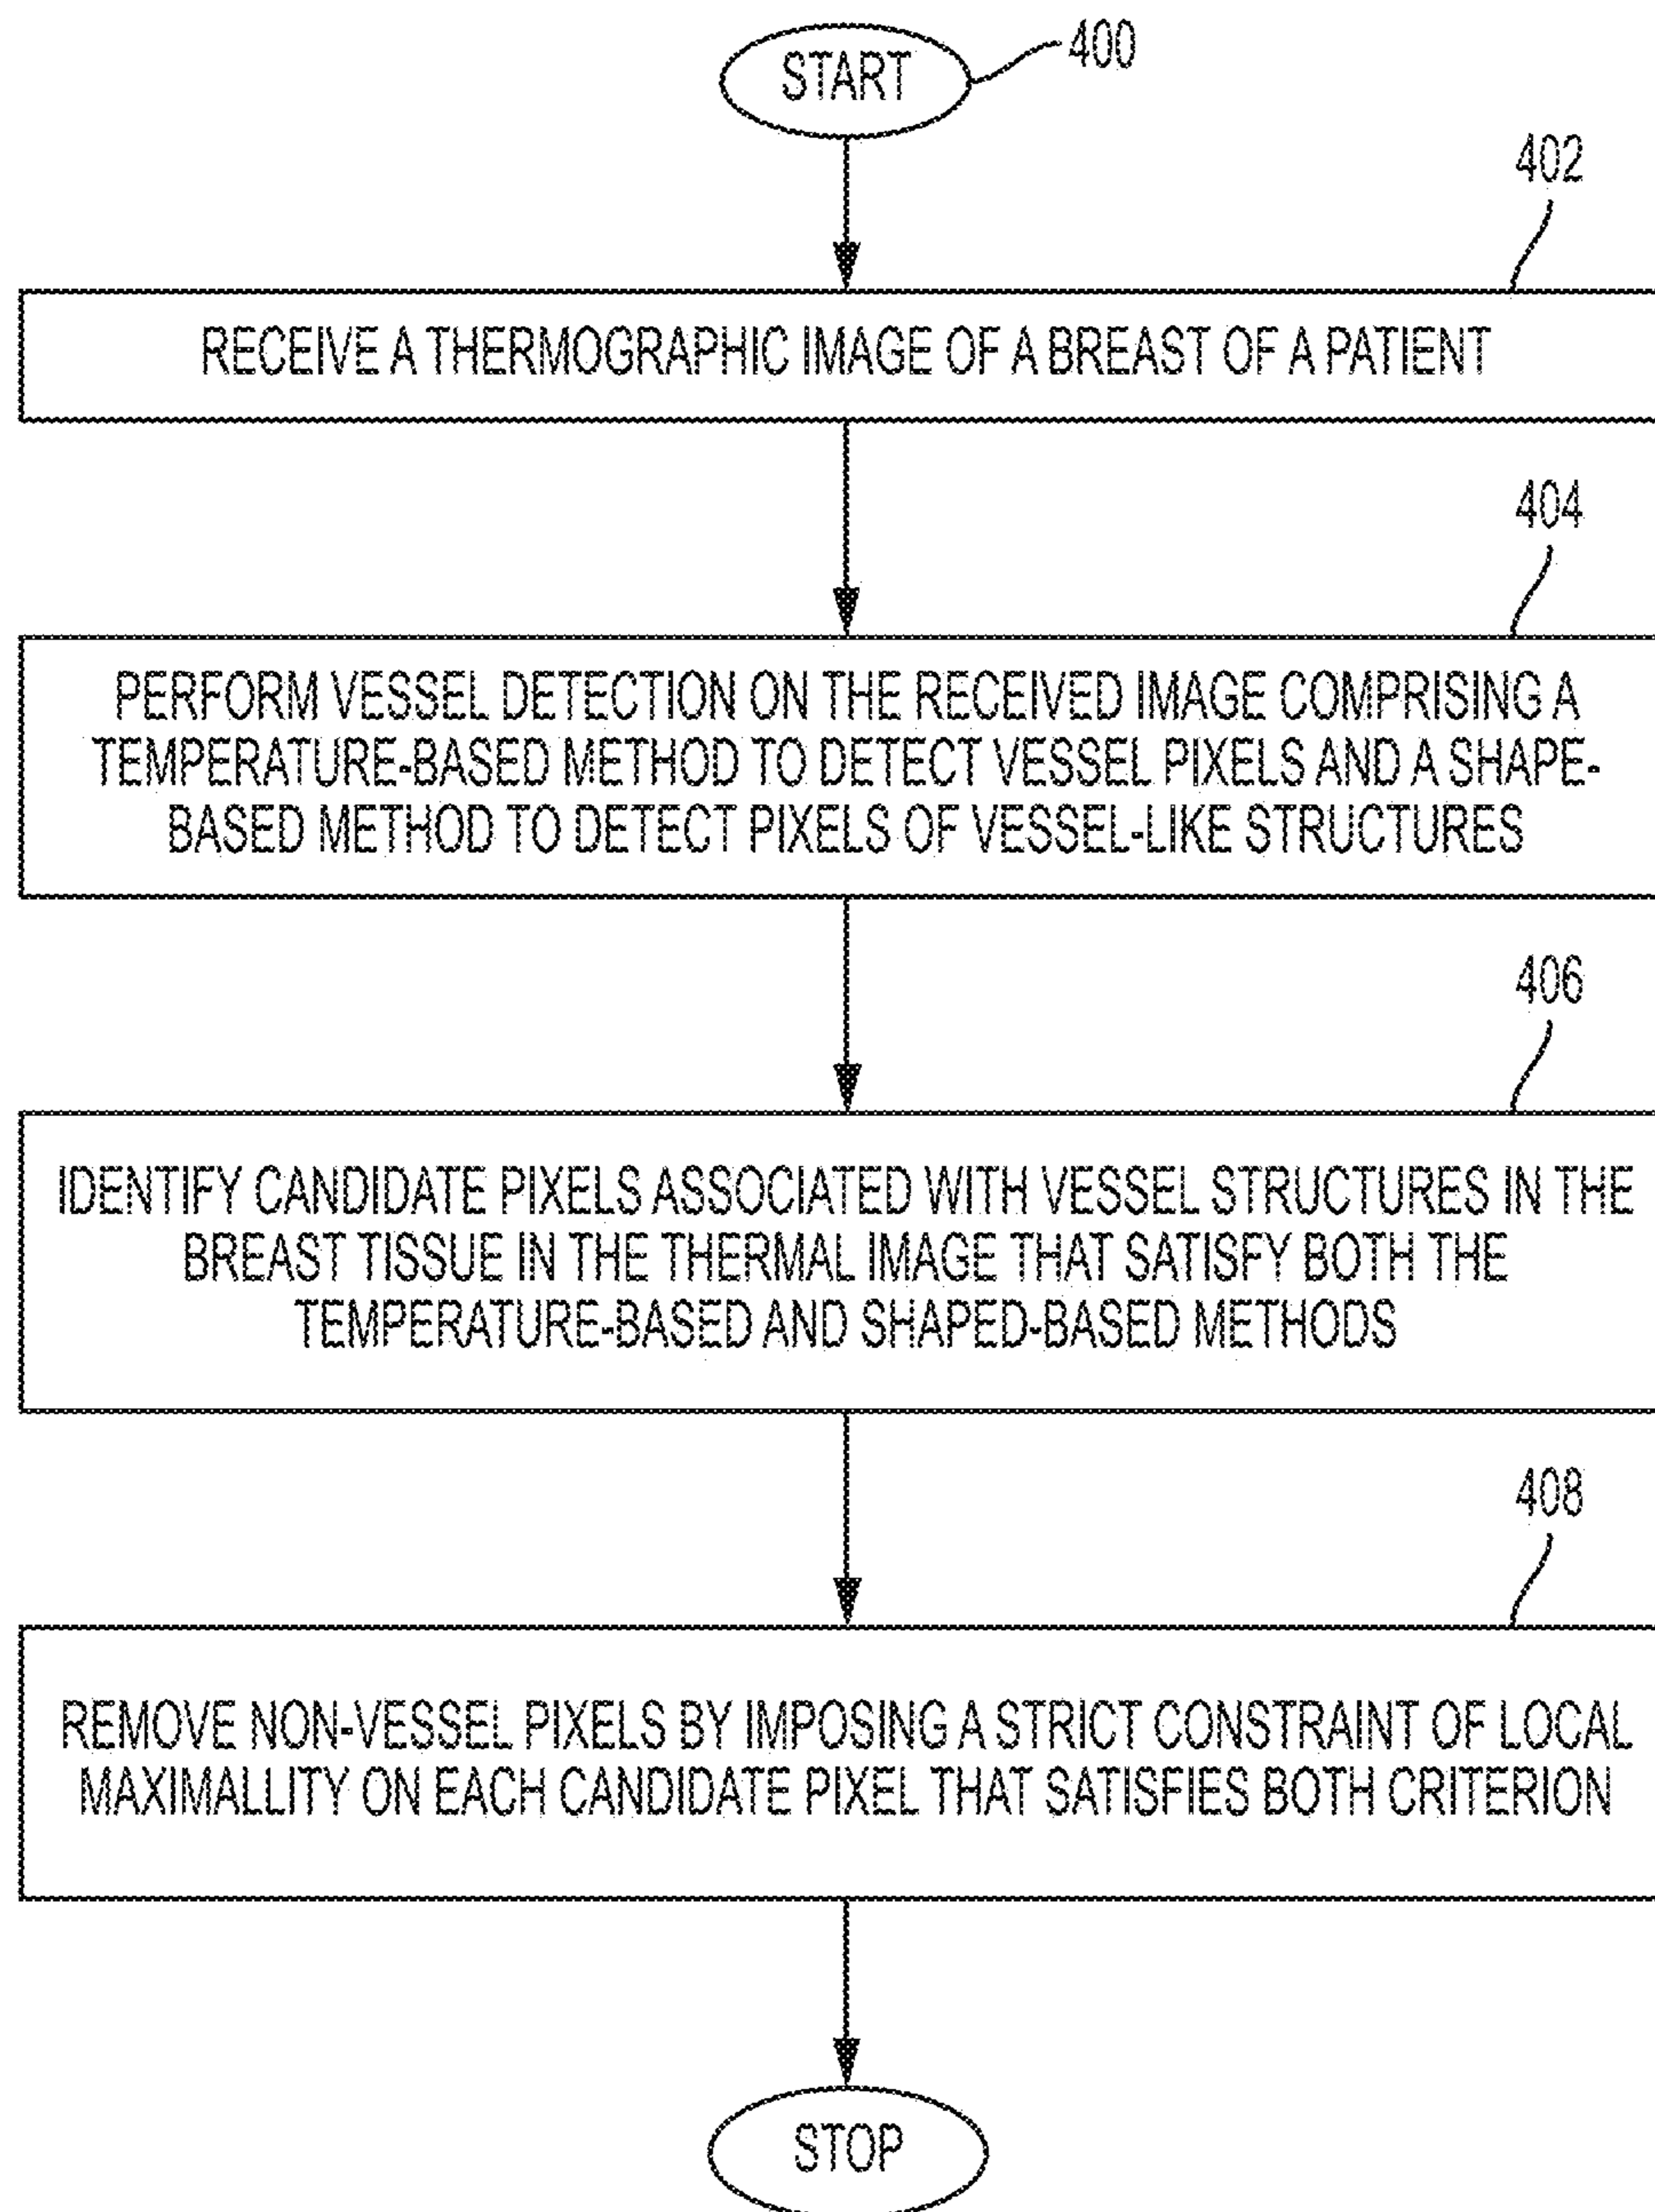 START
400
402
RECEIVE A THERMOGRAPHIC IMAGE OF A BREAST OF A PATIENT
404
PERFORM VESSEL DETECTION ON THE RECEIVED IMAGE COMPRISING A
TEMPERATURE-BASED METHOD TO DETECT VESSEL PIXELS AND A SHAPE-
BASED METHOD TO DETECT PIXELS OF VESSEL-LIKE STRUCTURES
406
IDENTIFY CANDIDATE PIXELS ASSOCIATED WITH VESSEL STRUCTURES IN THE
BREAST TISSUE IN THE THERMAL IMAGE THAT SATISFY BOTH THE
TEMPERATURE-BASED AND SHAPED-BASED METHODS
408
REMOVE NON-VESSEL PIXELS BY IMPOSING A STRICT CONSTRAINT OF LOCAL
MAXIMALLITY ON EACH CANDIDATE PIXEL THAT SATISFIES BOTH CRITERION
STOP